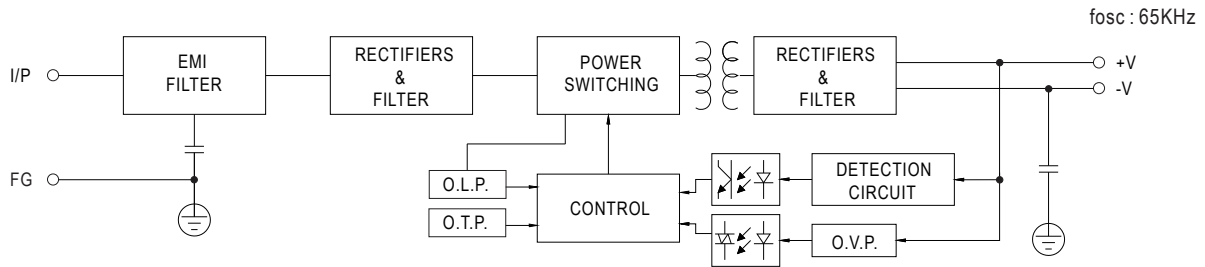 fosc : 65KHz
I/P
EMI
FILTER
RECTIFIERS
&
FILTER
POWER
SWITCHING
RECTIFIERS
&
FILTER
+V
-V
FG
O.L.P.
O.T.P.
CONTROL
DETECTION
CIRCUIT
O.V.P.